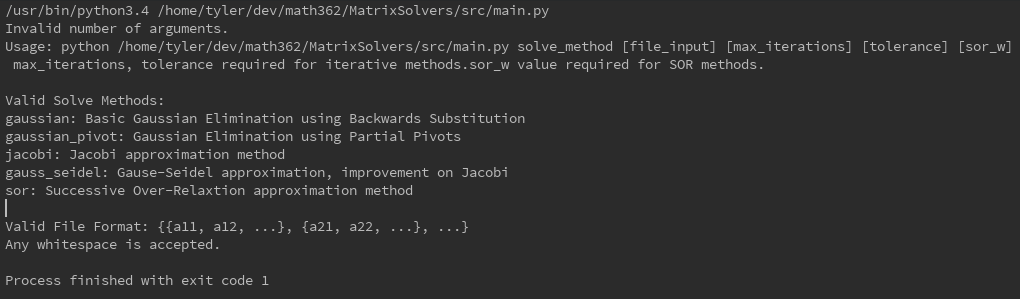 /usr/bin/python3.4 /home/tyler/dev/math362/MatrixSolvers/src/main.py
Invalid number of arguments.
Usage: python /home/tyler/dev/math362/MatrixSolvers/src/main.py solve_method [file_input] [max_iterations] [tolerance] [sor_w]
 max_iterations, tolerance required for iterative methods.sor_w value required for SOR methods.
Valid Solve Methods:
gaussian: Basic Gaussian Elimination using Backwards Substitution
gaussian_pivot: Gaussian Elimination using Partial Pivots
jacobi: Jacobi approximation method
gauss_seidel: Gause-Seidel approximation, improvement on Jacobi
sor: Successive Over-Relaxtion approximation method
Valid File Format: {{a11, a12, ...}, {a21, a22, ...}, ...}
Any whitespace is accepted.
Process finished with exit code 1